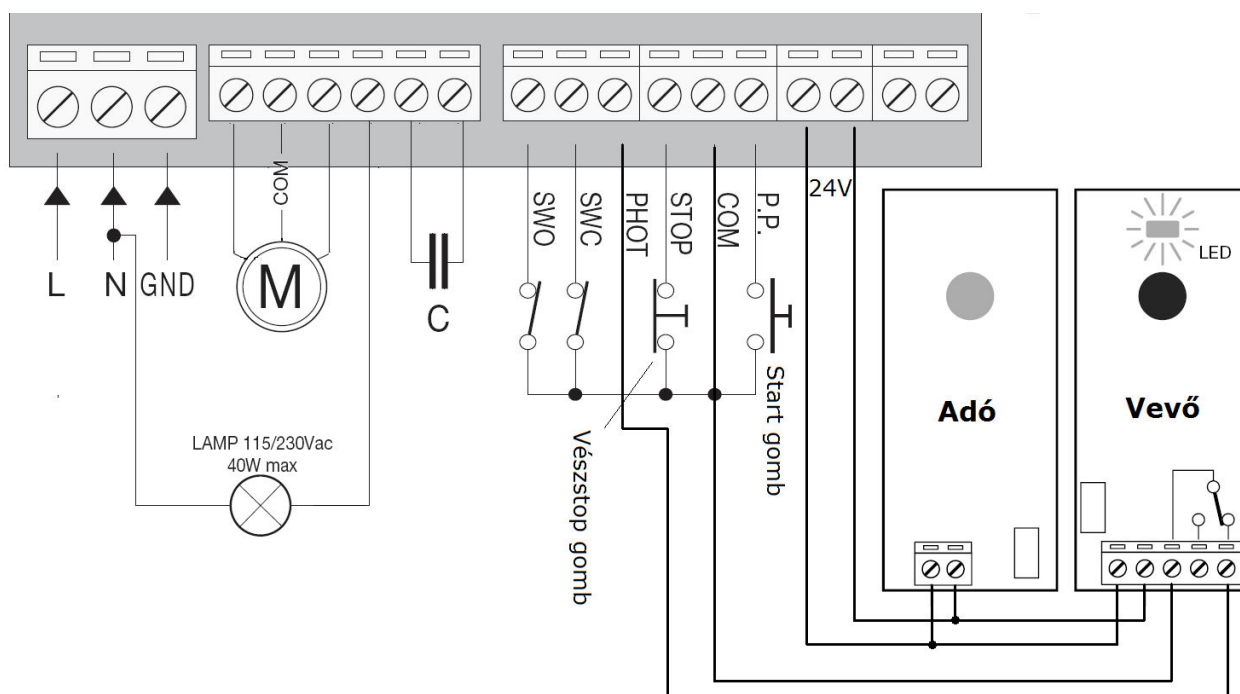 L
N
GND
COM
M
C
SWO
SWC
PHOT
STOP
COM
P.P.
24V
LED
Adó
Vevő
LAMP 115/230Vac
40W max
Vészstop gomb
Start gomb